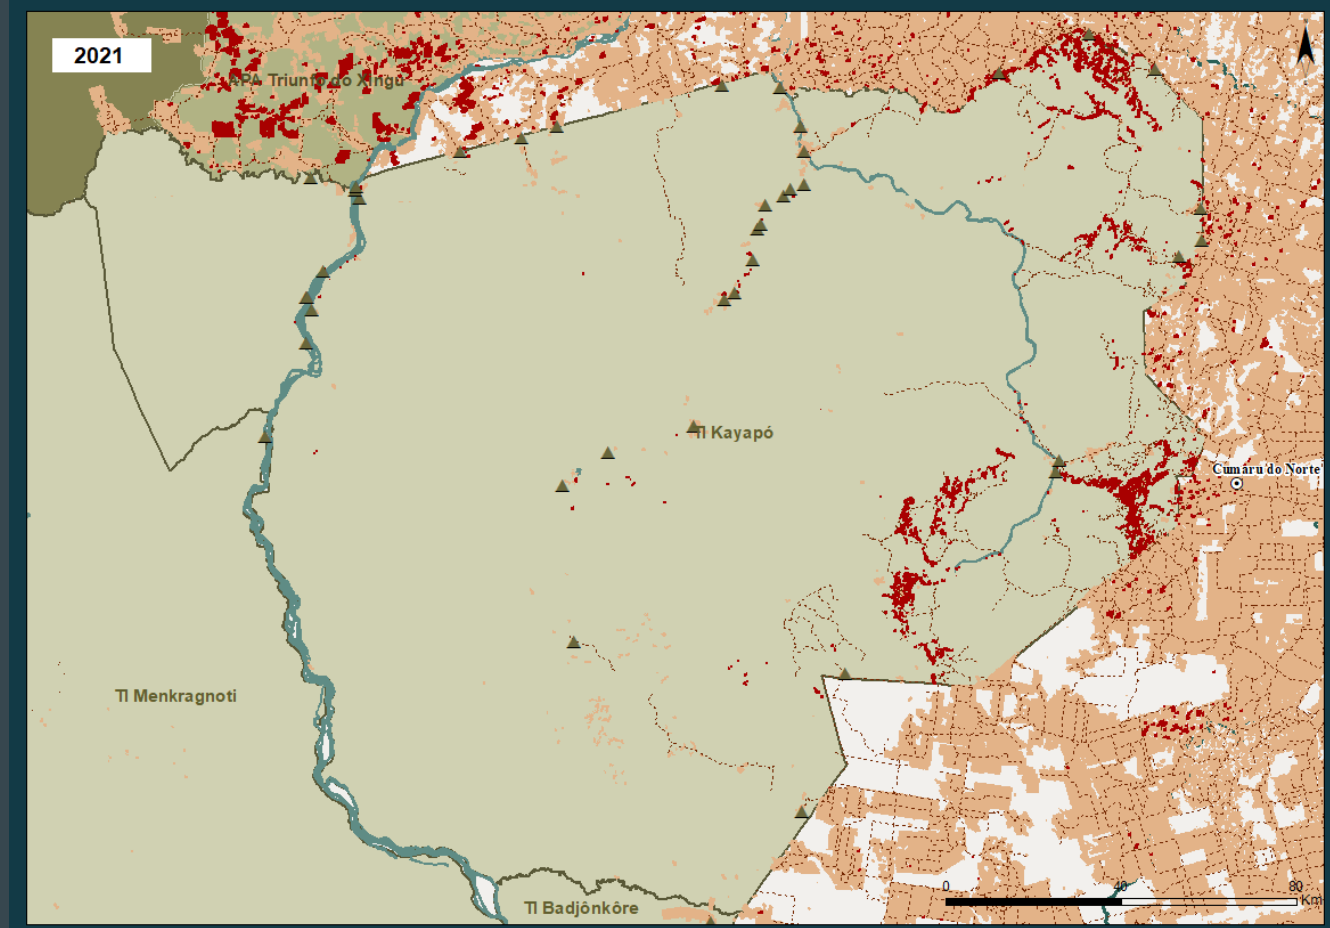 2021
APA Triunfo do Xingu
TI Kayapó
Cumaru do Norte
TI Menkragnoti
TI Badjônkôre
0 40 80
Km